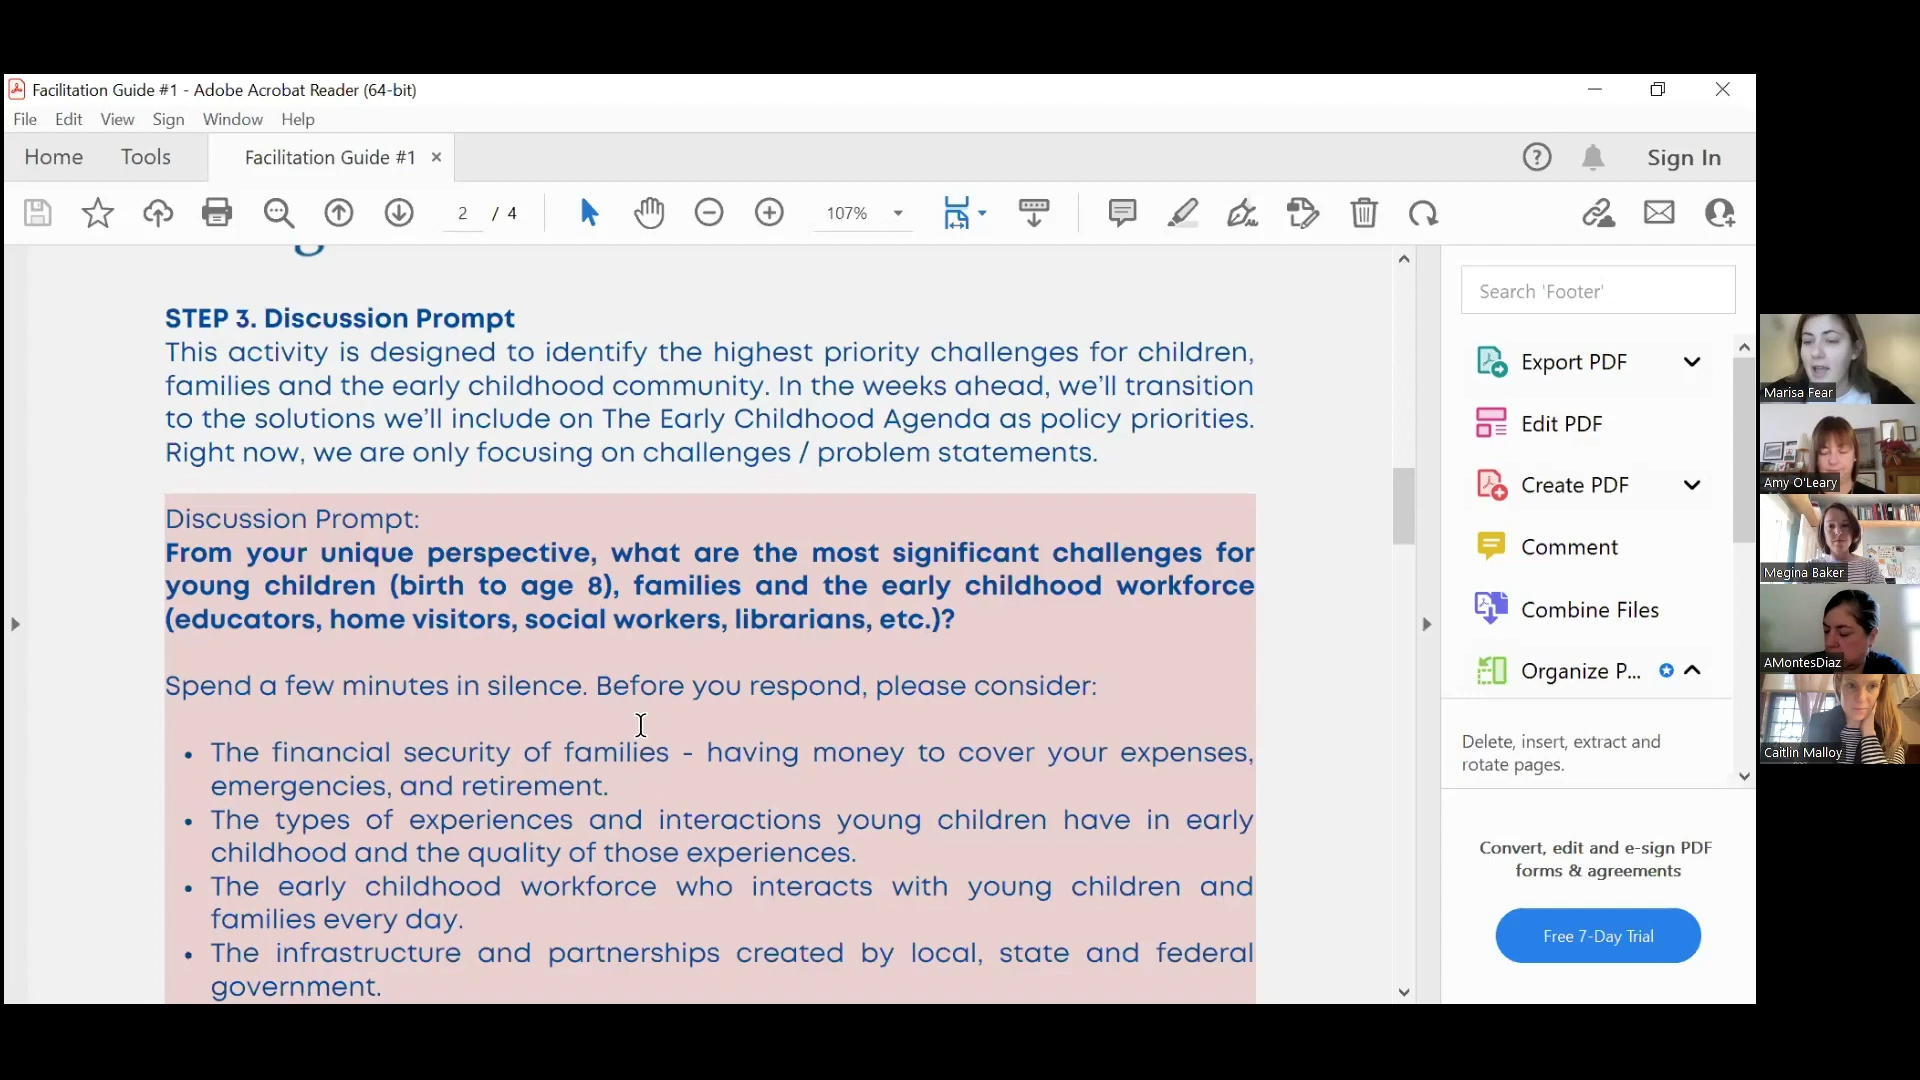 Facilitation Guide #1 - Adobe Acrobat Reader (64-bit)
File Edit View Sign Window Help
Home Tools Facilitation Guide #1 × Sign In
2 / 4 107%
STEP 3. Discussion Prompt
This activity is designed to identify the highest priority challenges for children,
families and the early childhood community. In the weeks ahead, we’ll transition
to the solutions we’ll include on The Early Childhood Agenda as policy priorities.
Right now, we are only focusing on challenges / problem statements.
Discussion Prompt:
From your unique perspective, what are the most significant challenges for
young children (birth to age 8), families and the early childhood workforce
(educators, home visitors, social workers, librarians, etc.)?
Spend a few minutes in silence. Before you respond, please consider:
• The financial security of families - having money to cover your expenses,
emergencies, and retirement.
• The types of experiences and interactions young children have in early
childhood and the quality of those experiences.
• The early childhood workforce who interacts with young children and
families every day.
• The infrastructure and partnerships created by local, state and federal
government.
Search 'Footer'
Export PDF
Edit PDF
Create PDF
Comment
Combine Files
Organize P...
Delete, insert, extract and
rotate pages.
Convert, edit and e-sign PDF
forms & agreements
Free 7-Day Trial
Marisa Fear
Amy O'Leary
Megina Baker
AMontesDiaz
Caitlin Malloy